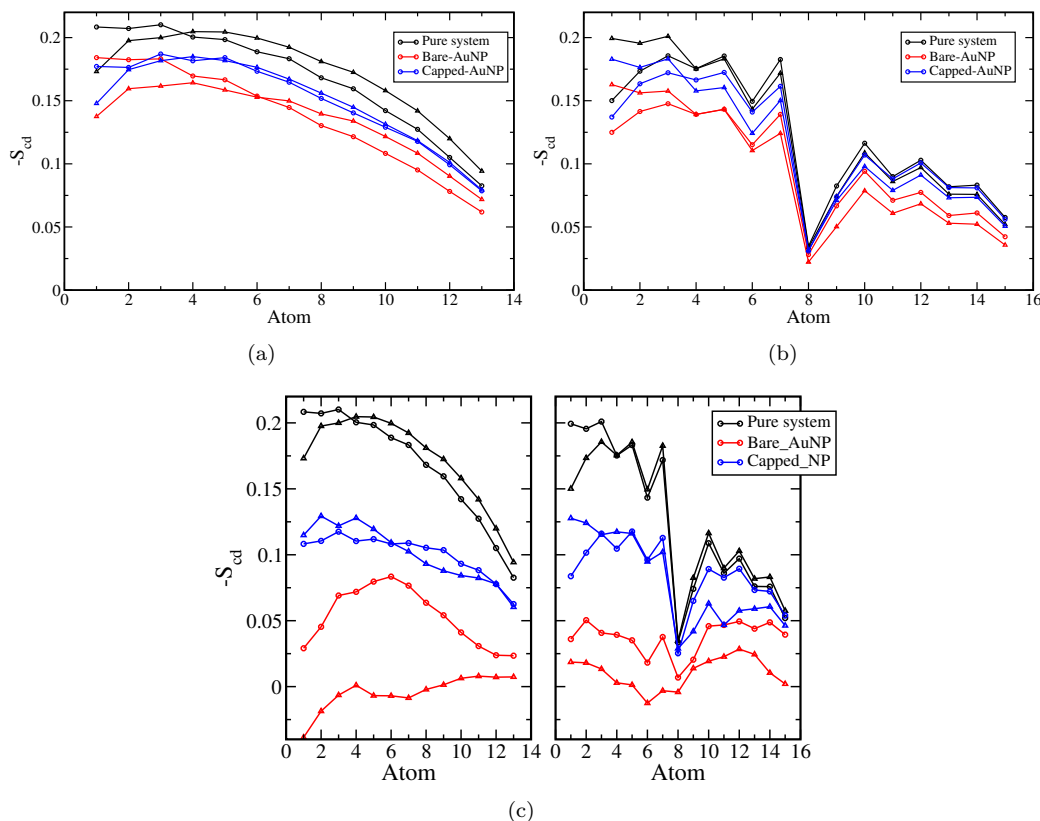 0.2
0.15
0.1
0.05
0
-S_cd
0 2 4 6 8 10 12 14
Atom
Pure system
Bare-AuNP
Capped-AuNP
(a)
0.2
0.15
0.1
0.05
0
-S_cd
0 2 4 6 8 10 12 14 16
Atom
Pure system
Bare-AuNP
Capped-AuNP
(b)
0.2
0.15
0.1
0.05
0
-S_cd
0 2 4 6 8 10 12 14
Atom
0 2 4 6 8 10 12 14 16
Atom
Pure system
Bare_AuNP
Capped_NP
(c)